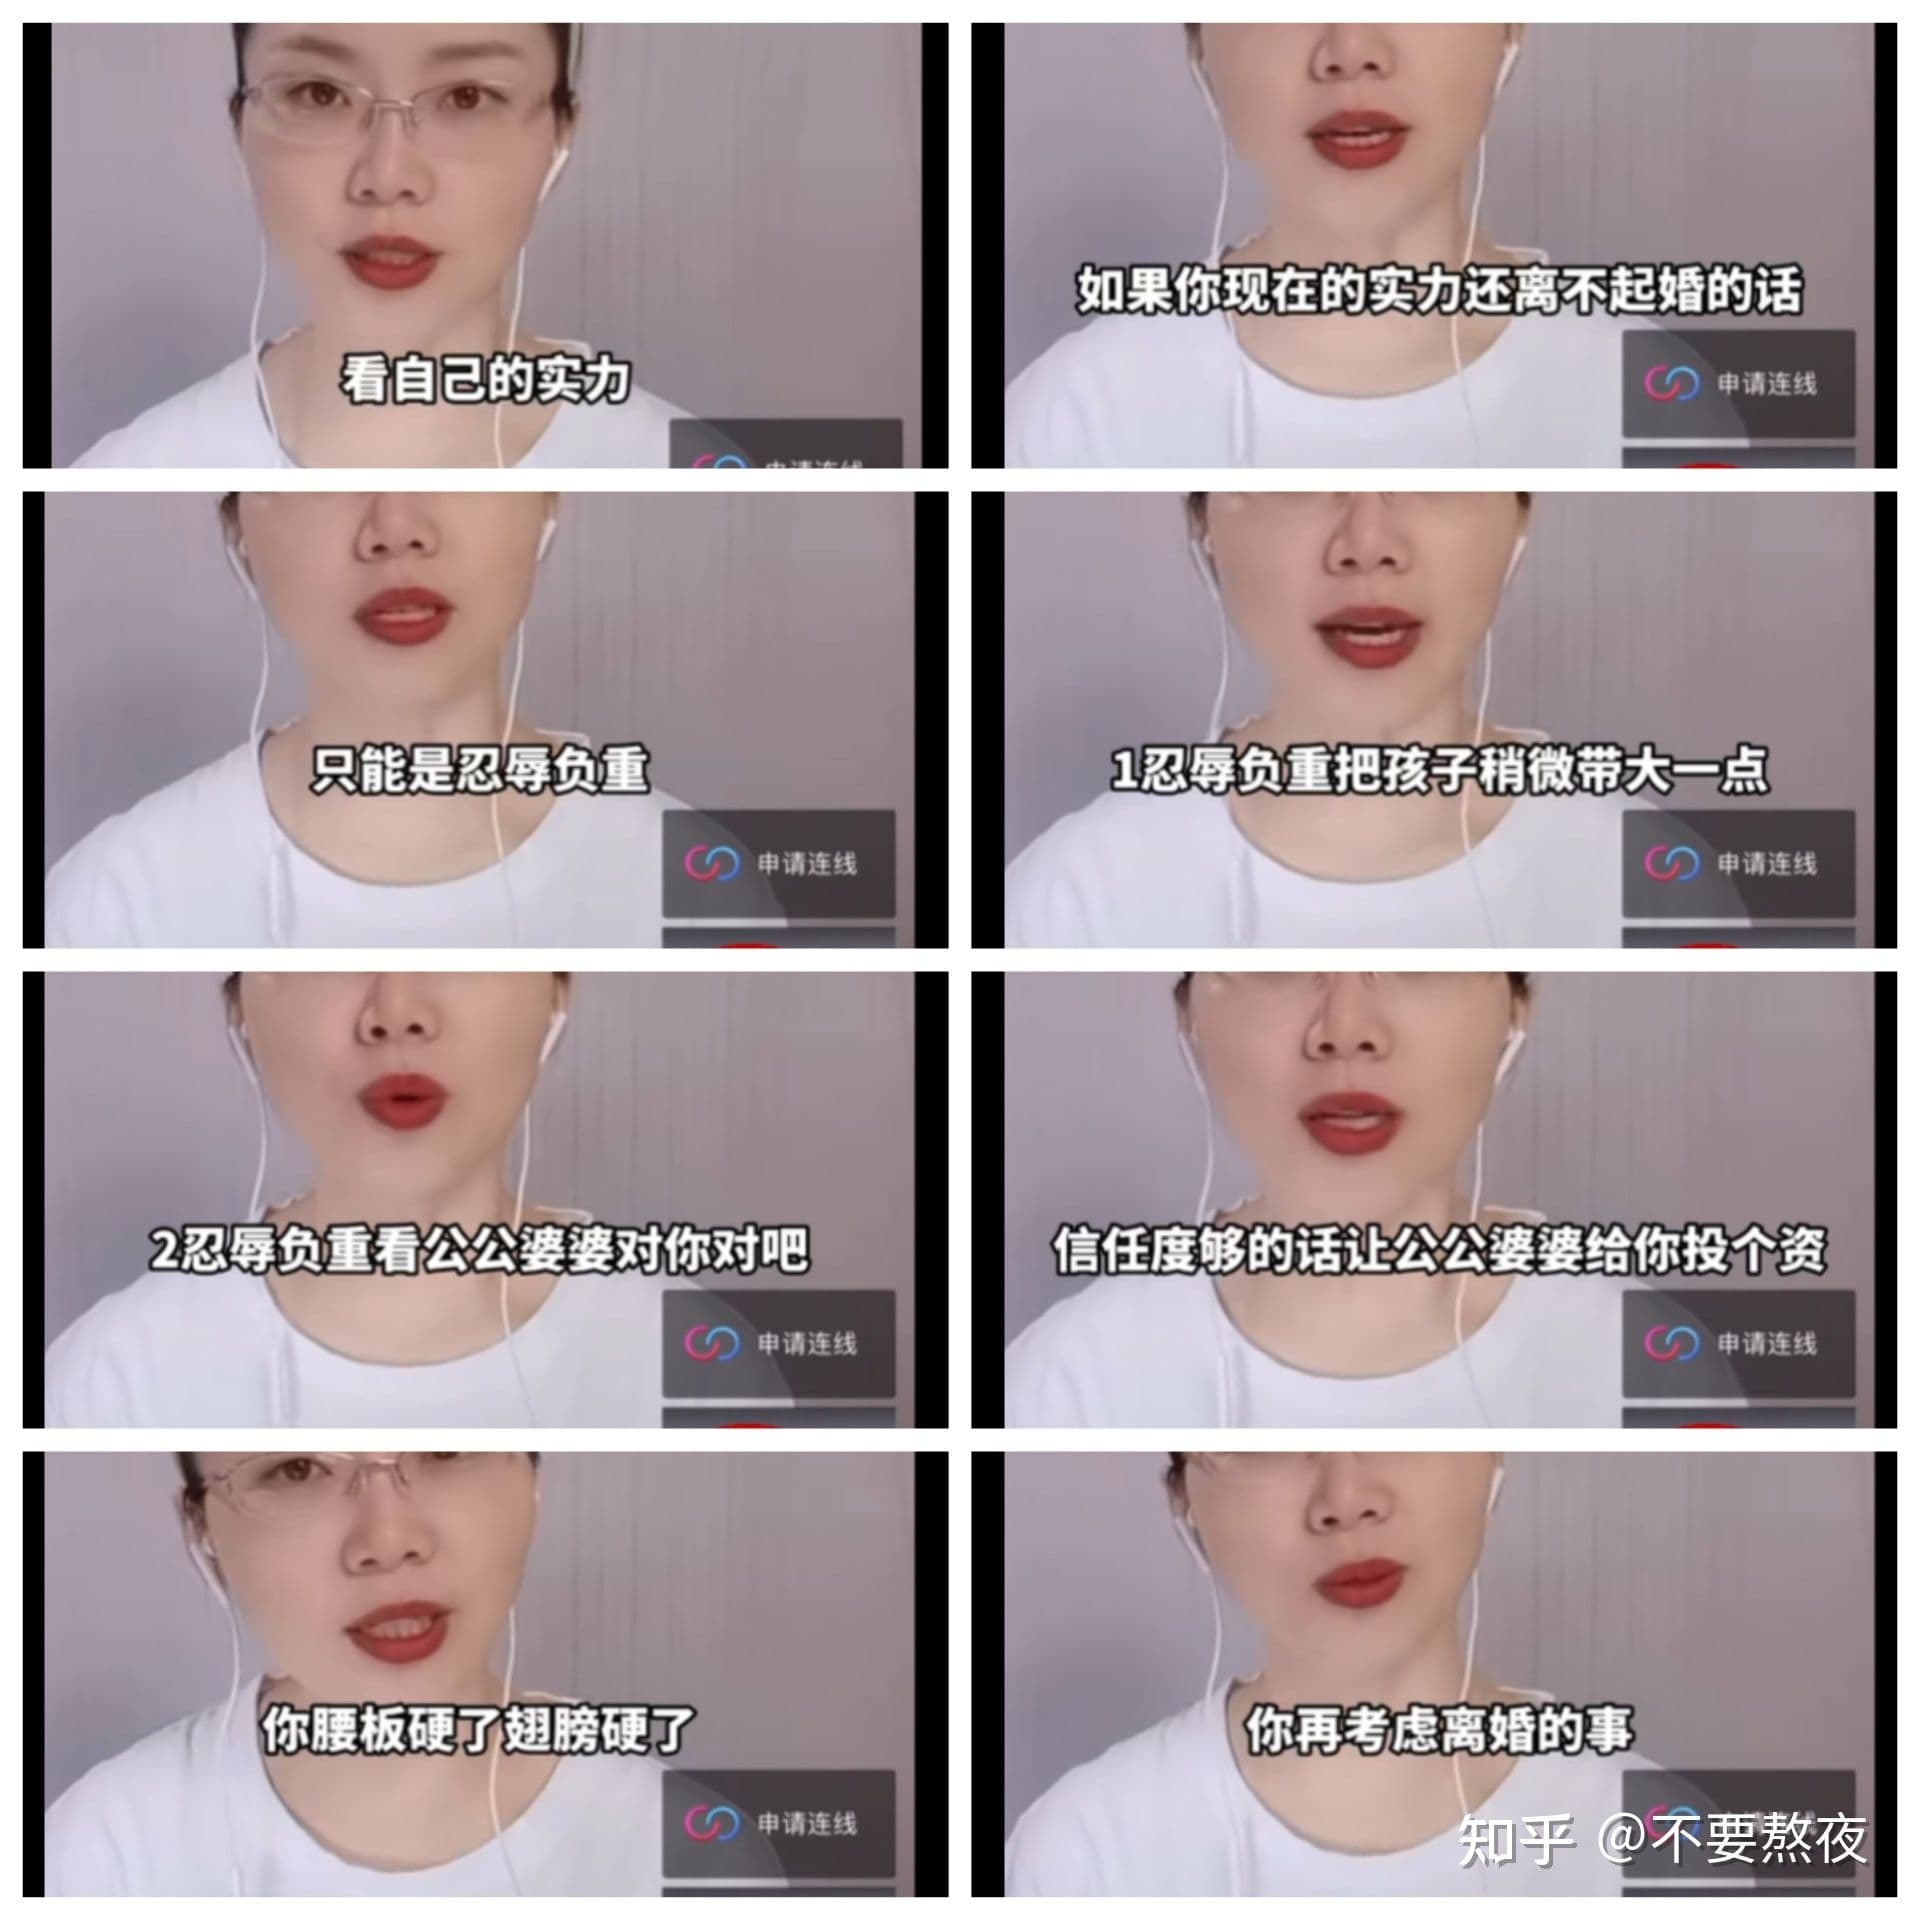 看自己的实力
申请连线
如果你现在的实力还离不起婚的话
申请连线
只能是忍辱负重
申请连线
1忍辱负重把孩子稍微带大一点
申请连线
2忍辱负重看公公婆婆对你对吧
申请连线
信任度够的话让公公婆婆给你投个资
申请连线
你腰板硬了翅膀硬了
申请连线
你再考虑离婚的事
知乎 @不要熬夜